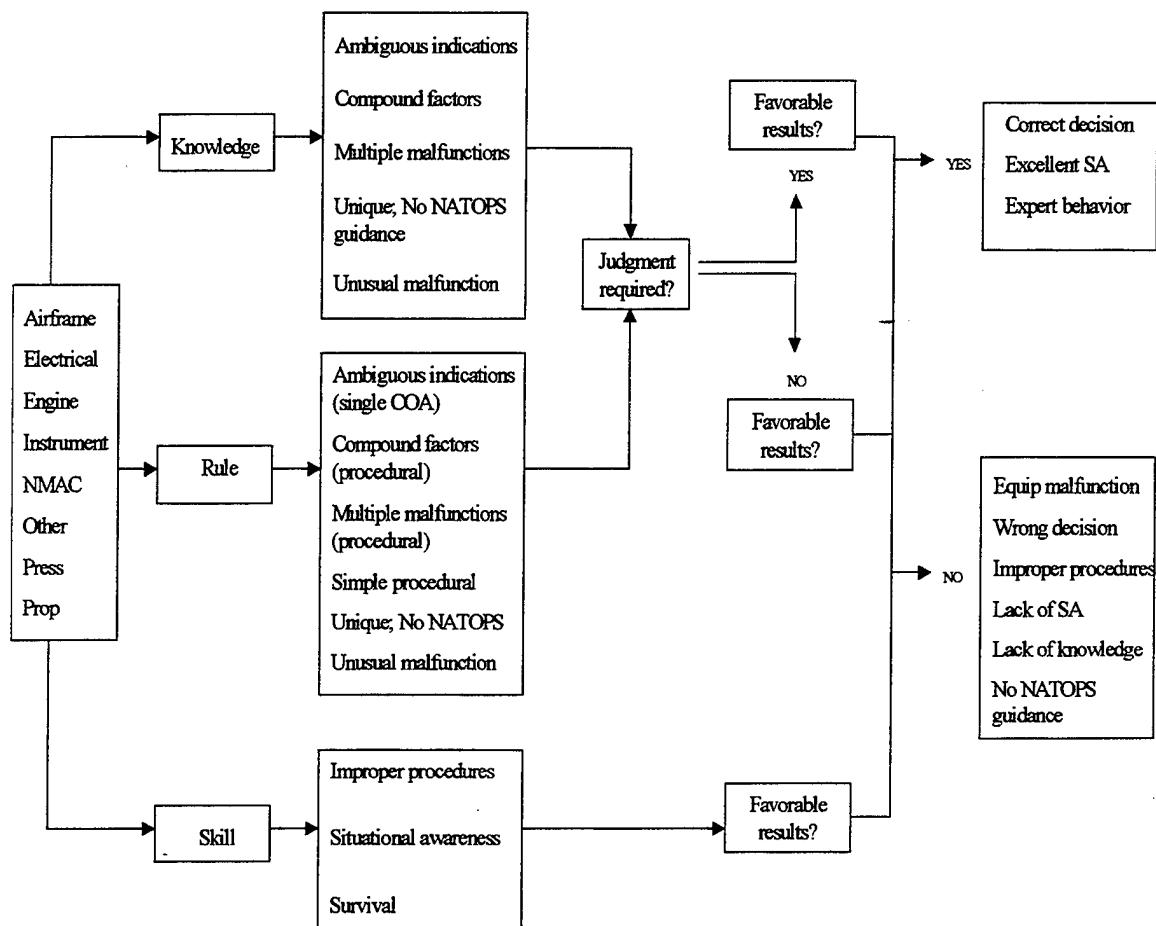 Airframe
Electrical
Engine
Instrument
NMAC
Other
Press
Prop
Knowledge
Rule
Skill
Ambiguous indications
Compound factors
Multiple malfunctions
Unique; No NATOPS
guidance
Unusual malfunction
Ambiguous indications
(single COA)
Compound factors
(procedural)
Multiple malfunctions
(procedural)
Simple procedural
Unique; No NATOPS
Unusual malfunction
Improper procedures
Situational awareness
Survival
Judgment
required?
YES
NO
Favorable
results?
Favorable
results?
Favorable
results?
YES
NO
Correct decision
Excellent SA
Expert behavior
Equip malfunction
Wrong decision
Improper procedures
Lack of SA
Lack of knowledge
No NATOPS
guidance